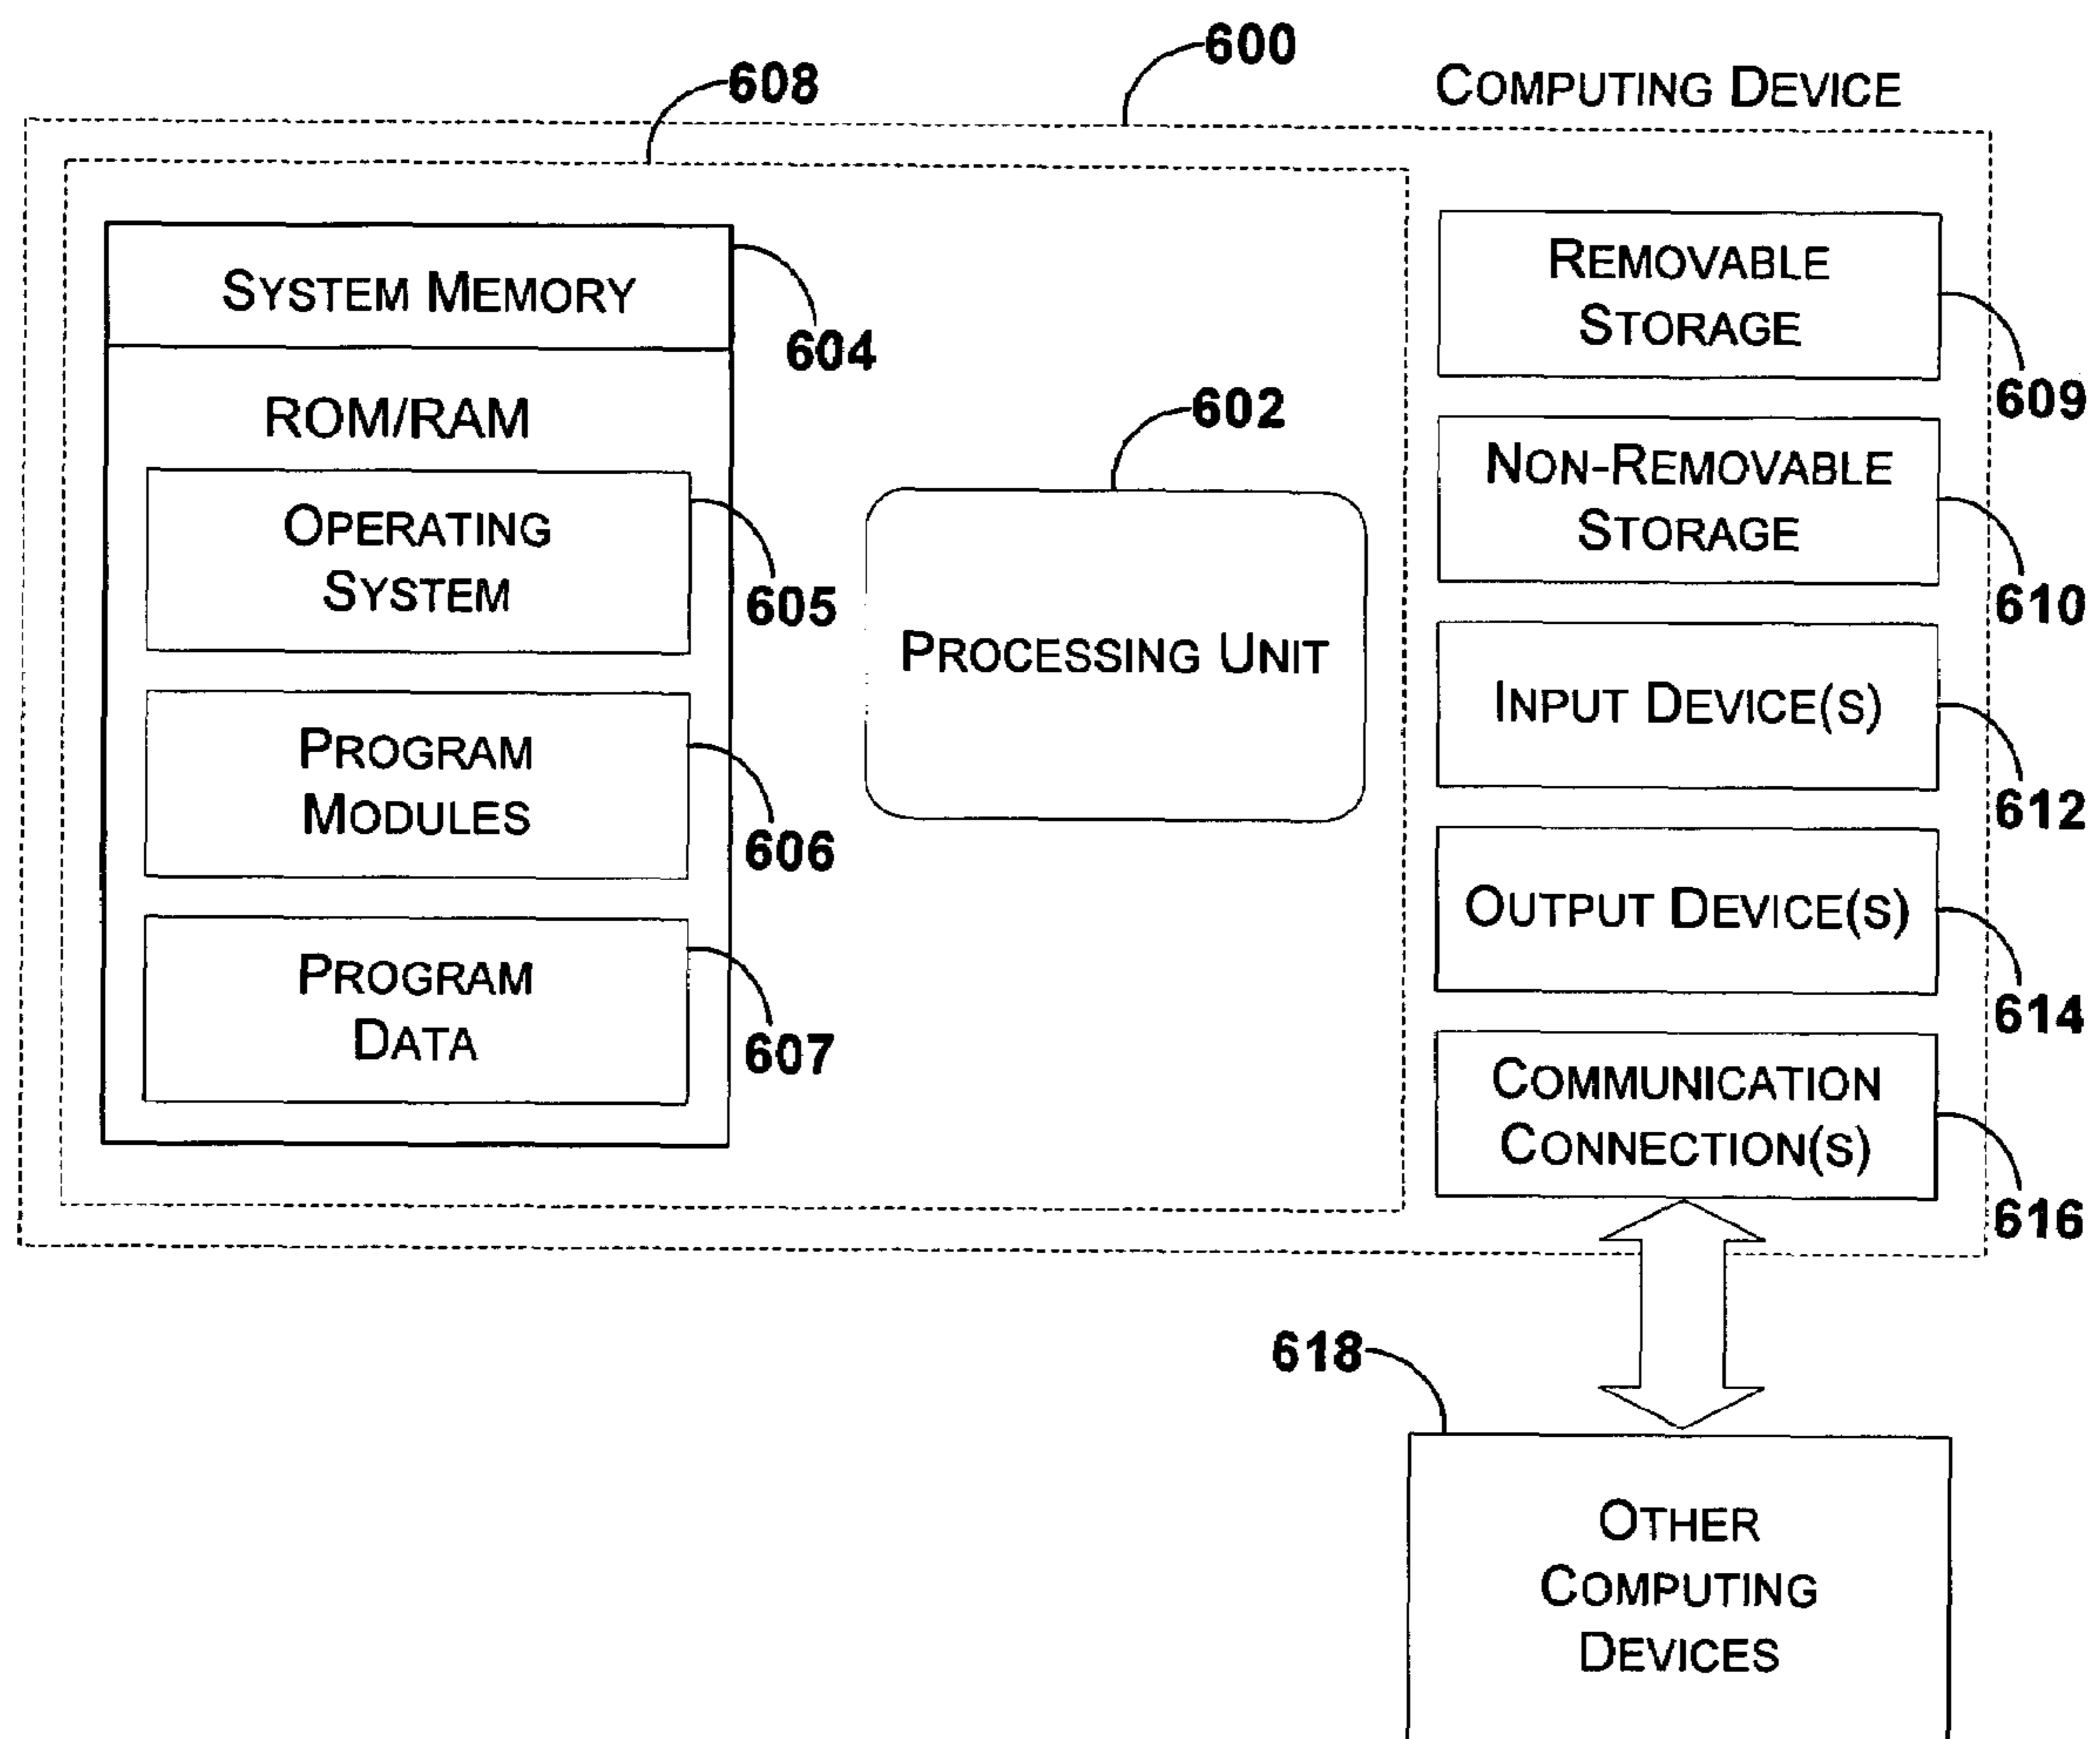 600
608
COMPUTING DEVICE
SYSTEM MEMORY
604
ROM/RAM
OPERATING
SYSTEM
605
PROGRAM
MODULES
606
PROGRAM
DATA
607
602
PROCESSING UNIT
REMOVABLE
STORAGE
609
NON-REMOVABLE
STORAGE
610
INPUT DEVICE(S)
612
OUTPUT DEVICE(S)
614
COMMUNICATION
CONNECTION(S)
616
618
OTHER
COMPUTING
DEVICES